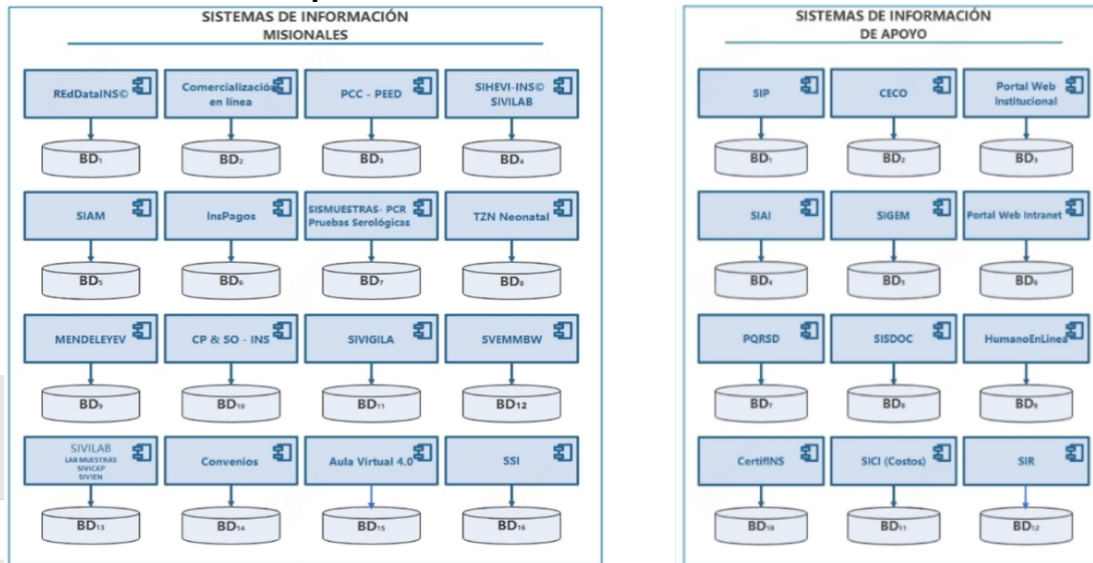 SISTEMAS DE INFORMACIÓN
MISIONALES
REdDataINS©
Comercialización
en línea
PCC - PEED
SIHEVI-INS©
SIVILAB
BD₁
BD₂
BD₃
BD₄
SIAM
InsPagos
SISMUESTRAS- PCR
Pruebas Serológicas
TZN Neonatal
BD₅
BD₆
BD₇
BD₈
MENDELEYEV
CP & SO - INS
SIVIGILA
SVEMMBW
BD₉
BD₁₀
BD₁₁
BD12
SIVILAB
LAB MUESTRAS
SIVICAP
SIVIEN
Convenios
Aula Virtual 4.0
SSI
BD₁₃
BD₁₄
BD₁₅
BD₁₆
SISTEMAS DE INFORMACIÓN
DE APOYO
SIP
CECO
Portal Web
Institucional
BD₁
BD₂
BD₃
SIAI
SIGEM
Portal Web Intranet
BD₄
BD₅
BD₆
PQRSD
SISDOC
HumanoEnLinea
BD₇
BD₈
BD₉
CertifINS
SICI (Costos)
SIR
BD₁₀
BD₁₁
BD₁₂